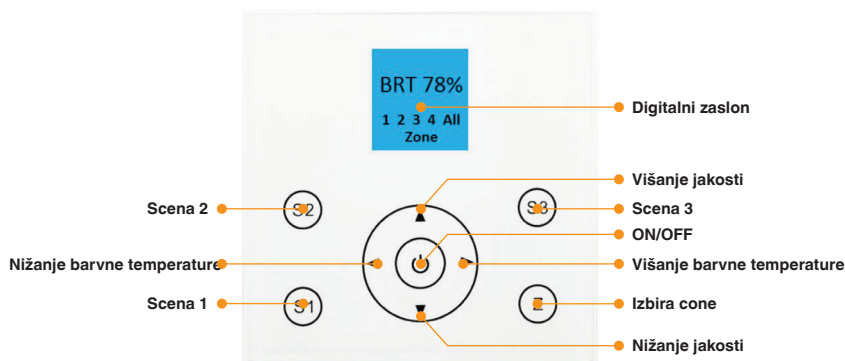 BRT 78%
1 2 3 4 All
Zone
Digitalni zaslon
Višanje jakosti
Scena 2
S2
S3
Scena 3
ON/OFF
Nižanje barvne temperature
Višanje barvne temperature
Scena 1
S1
Z
Izbira cone
Nižanje jakosti